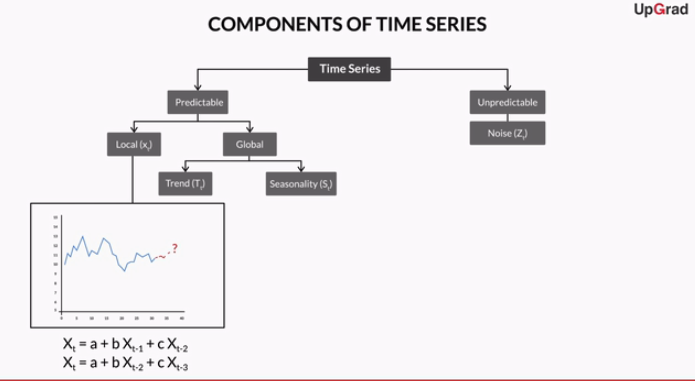 UpGrad
COMPONENTS OF TIME SERIES
Time Series
Predictable
Unpredictable
Local (xₜ)
Global
Noise (Zₜ)
Trend (Tₜ)
Seasonality (Sₜ)
?
Xₜ = a + b Xₜ₋₁ + c Xₜ₋₂
Xₜ = a + b Xₜ₋₂ + c Xₜ₋₃